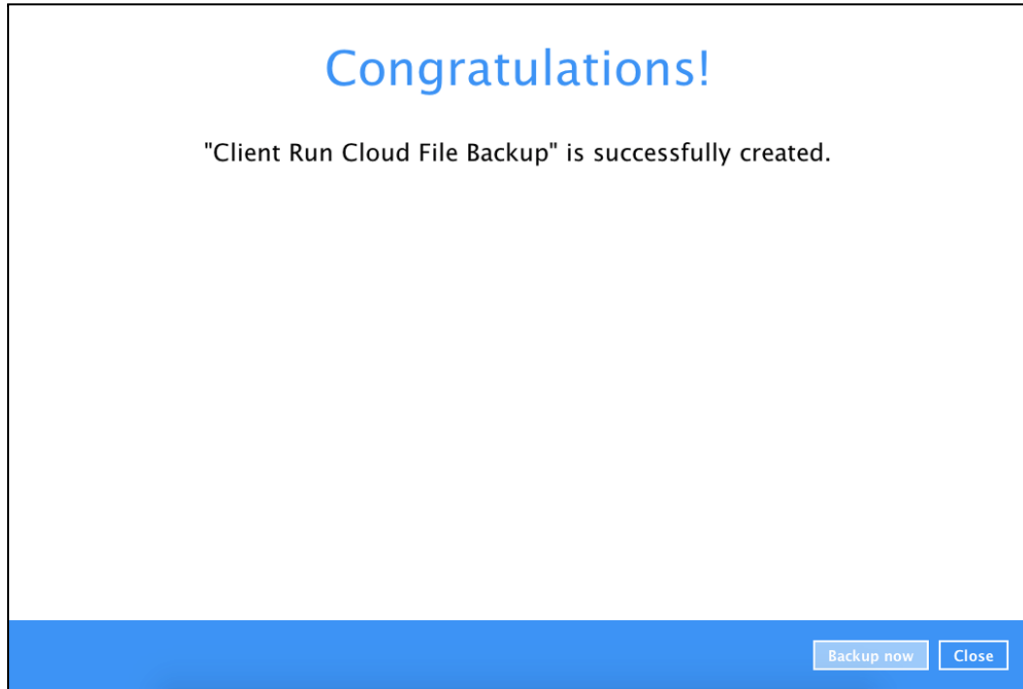 Congratulations!
"Client Run Cloud File Backup" is successfully created.
Backup now
Close